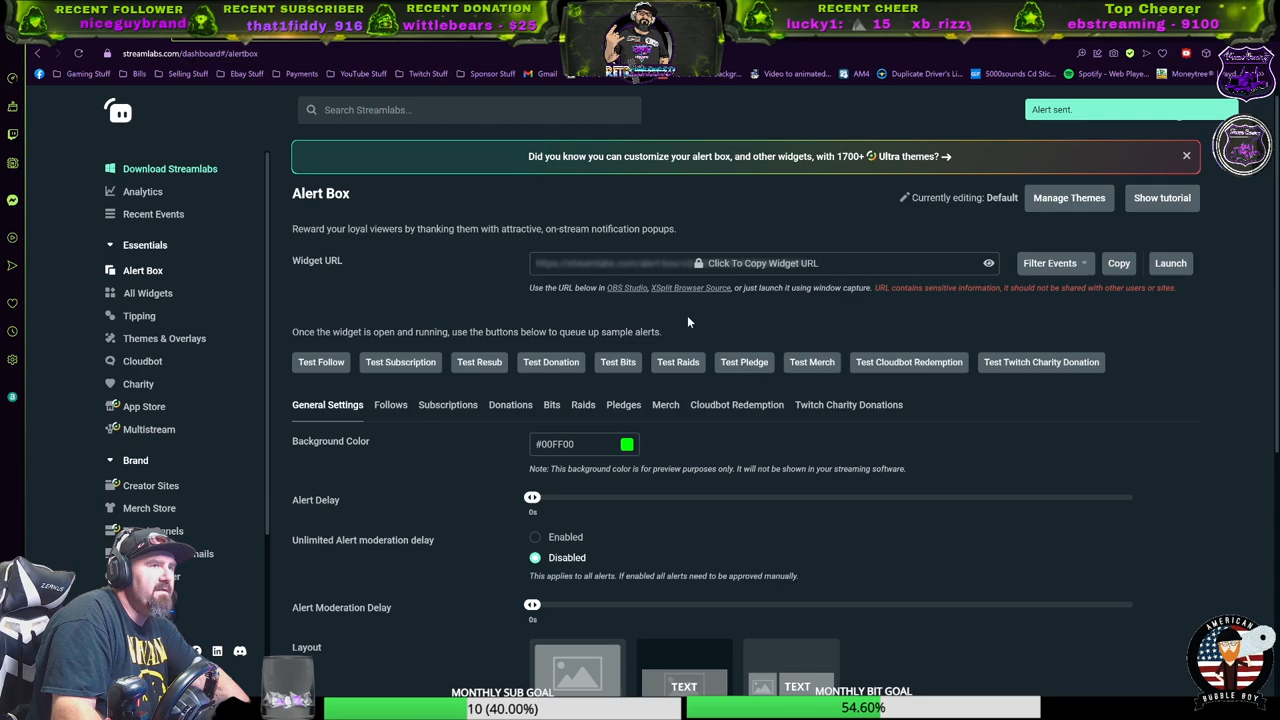 RECENT FOLLOWER
niceguybrand
RECENT SUBSCRIBER
that1fiddy_916
RECENT DONATION
wittlebears - $25
RECENT CHEER
lucky1: 15 xb_rizzy
Top Cheerer
ebstreaming - 9100
streamlabs.com/dashboard#/alertbox
Gaming Stuff
Bills
Selling Stuff
Ebay Stuff
Payments
YouTube Stuff
Twitch Stuff
Sponsor Stuff
Gmail
Video to animated...
AM4
Duplicate Driver's Li...
5000sounds Cd Stic...
Spotify - Web Playe...
Search Streamlabs...
Alert sent.
Did you know you can customize your alert box, and other widgets, with 1700+ Ultra themes? →
Download Streamlabs
Analytics
Recent Events
Essentials
Alert Box
All Widgets
Tipping
Themes & Overlays
Cloudbot
Charity
App Store
Multistream
Brand
Creator Sites
Merch Store
Alert Box
Currently editing: Default
Manage Themes
Show tutorial
Reward your loyal viewers by thanking them with attractive, on-stream notification popups.
Widget URL
Click To Copy Widget URL
Filter Events
Copy
Launch
Use the URL below in OBS Studio, XSplit Browser Source, or just launch it using window capture. URL contains sensitive information, it should not be shared with other users or sites.
Once the widget is open and running, use the buttons below to queue up sample alerts.
Test Follow
Test Subscription
Test Resub
Test Donation
Test Bits
Test Raids
Test Pledge
Test Merch
Test Cloudbot Redemption
Test Twitch Charity Donation
General Settings
Follows
Subscriptions
Donations
Bits
Raids
Pledges
Merch
Cloudbot Redemption
Twitch Charity Donations
Background Color
#00FF00
Note: This background color is for preview purposes only. It will not be shown in your streaming software.
Alert Delay
0s
Unlimited Alert moderation delay
Enabled
Disabled
This applies to all alerts. If enabled all alerts need to be approved manually.
Alert Moderation Delay
0s
Layout
TEXT
TEXT
MONTHLY SUB GOAL
10 (40.00%)
MONTHLY BIT GOAL
54.60%
AMERICAN
BUBBLE BOY